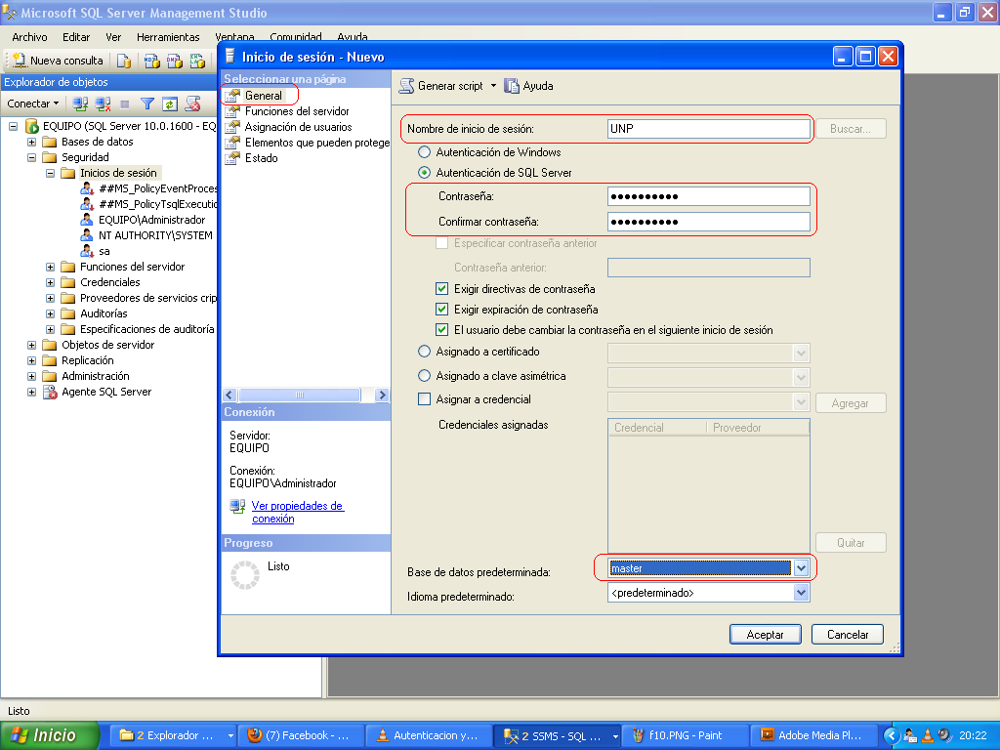 Microsoft SQL Server Management Studio
Archivo Editar Ver Herramientas Ventana Comunidad Ayuda
Nueva consulta
Explorador de objetos
Conectar
EQUIPO (SQL Server 10.0.1600 - EQ
Bases de datos
Seguridad
Inicios de sesión
##MS_PolicyEventProces
##MS_PolicyTsqlExecutio
EQUIPO\Administrador
NT AUTHORITY\SYSTEM
sa
Funciones del servidor
Credenciales
Proveedores de servicios crip
Auditorías
Especificaciones de auditoría
Objetos de servidor
Replicación
Administración
Agente SQL Server
Inicio de sesión - Nuevo
Seleccionar una página
General
Funciones del servidor
Asignación de usuarios
Elementos que pueden protege
Estado
Conexión
Servidor:
EQUIPO
Conexión:
EQUIPO\Administrador
Ver propiedades de
conexión
Progreso
Listo
Generar script Ayuda
Nombre de inicio de sesión: UNP Buscar...
Autenticación de Windows
Autenticación de SQL Server
Contraseña: ●●●●●●●●●●
Confirmar contraseña: ●●●●●●●●●●
Especificar contraseña anterior
Contraseña anterior:
Exigir directivas de contraseña
Exigir expiración de contraseña
El usuario debe cambiar la contraseña en el siguiente inicio de sesión
Asignado a certificado
Asignado a clave asimétrica
Asignar a credencial Agregar
Credenciales asignadas Credencial Proveedor
Quitar
Base de datos predeterminada: master
Idioma predeterminado: <predeterminado>
Aceptar Cancelar
Listo
Inicio 2 Explorador ... (7) Facebook - ... Autenticacion y... 2 SSMS - SQL ... f10.PNG - Paint Adobe Media Pl... 20:22